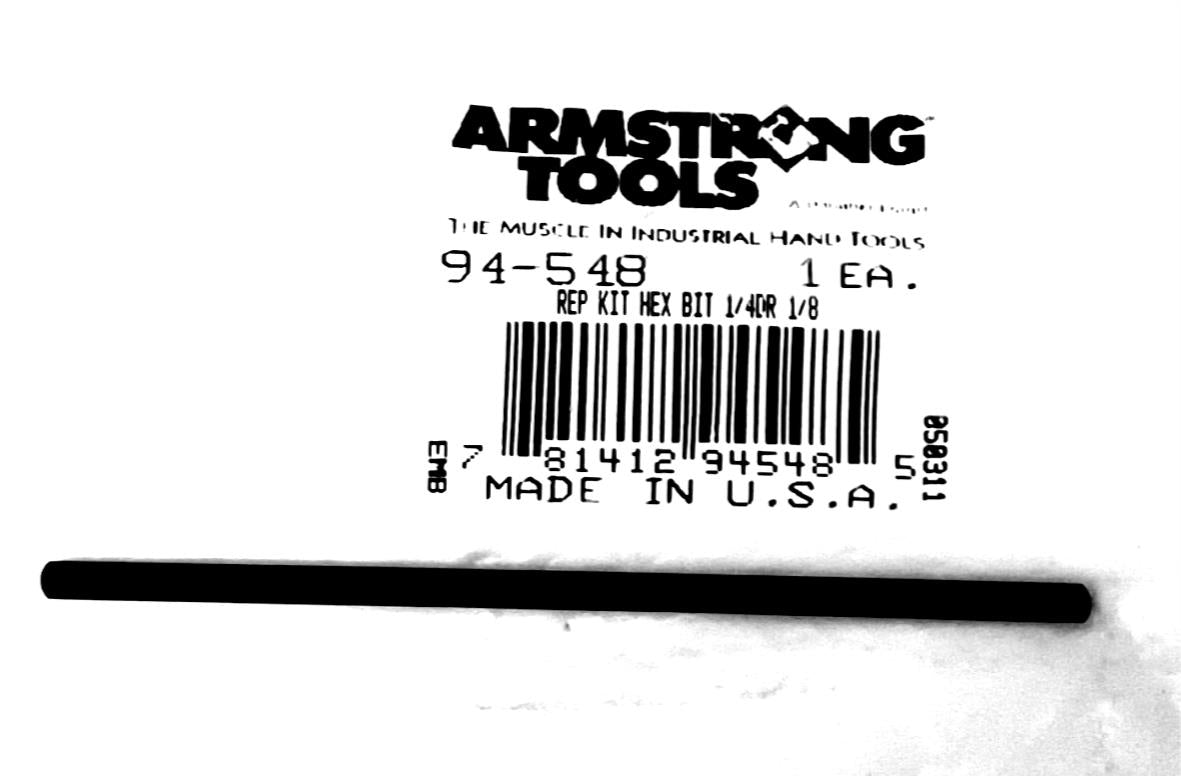 ARMSTRONG
TOOLS
THE MUSCLE IN INDUSTRIAL HAND TOOLS
94-548 1 EA.
REP KIT HEX BIT 1/4DR 1/8
7 81412 94548 5
EMB
050311
MADE IN U.S.A.